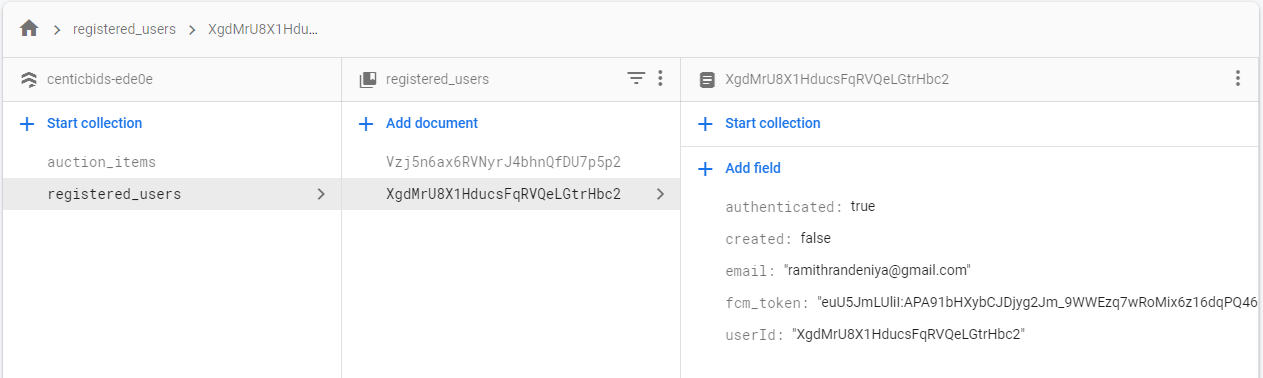 registered_users
XgdMrU8X1Hdu...
centicbids-ede0e
registered_users
XgdMrU8X1HducsFqRVQeLGtrHbc2
Start collection
Add document
Start collection
auction_items
registered_users
Vzj5n6ax6RVNyrJ4bhnQfDU7p5p2
XgdMrU8X1HducsFqRVQeLGtrHbc2
Add field
authenticated: true
created: false
email: "ramithrandeniya@gmail.com"
fcm_token: "euU5JmLUliI:APA91bHXybCJDjyg2Jm_9WWEzq7wRoMix6z16dqPQ46
userId: "XgdMrU8X1HducsFqRVQeLGtrHbc2"